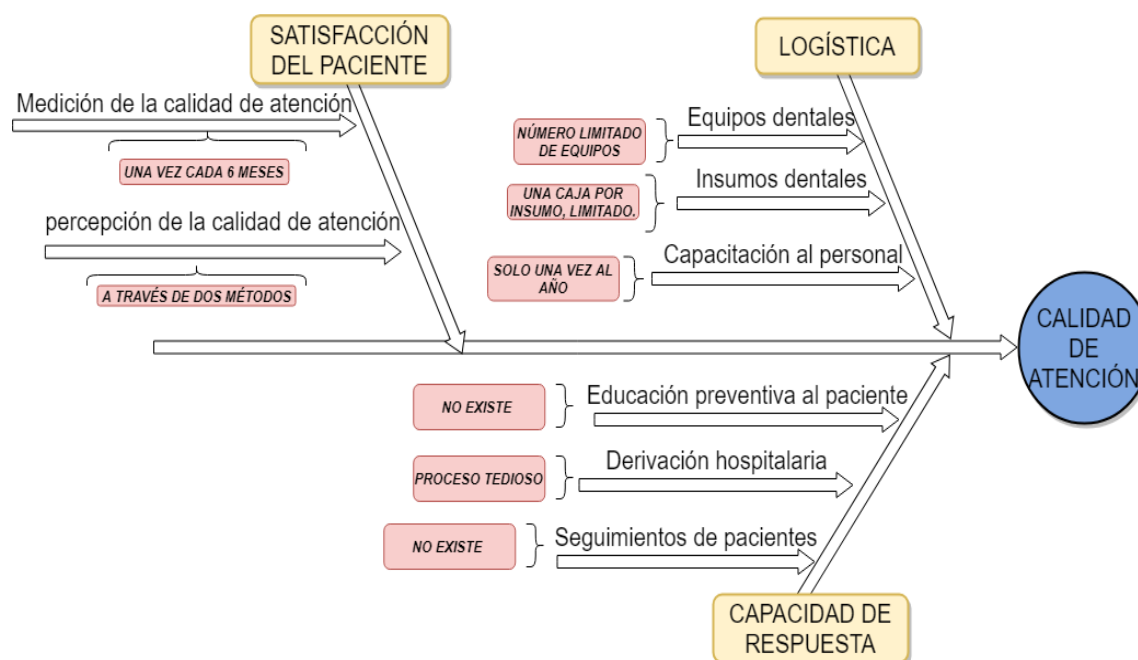 SATISFACCIÓN
DEL PACIENTE
Medición de la calidad de atención
UNA VEZ CADA 6 MESES
percepción de la calidad de atención
A TRAVÉS DE DOS MÉTODOS
LOGÍSTICA
Equipos dentales
NÚMERO LIMITADO
DE EQUIPOS
Insumos dentales
UNA CAJA POR
INSUMO, LIMITADO.
Capacitación al personal
SOLO UNA VEZ AL
AÑO
CALIDAD
DE
ATENCIÓN
Educación preventiva al paciente
NO EXISTE
Derivación hospitalaria
PROCESO TEDIOSO
Seguimientos de pacientes
NO EXISTE
CAPACIDAD DE
RESPUESTA